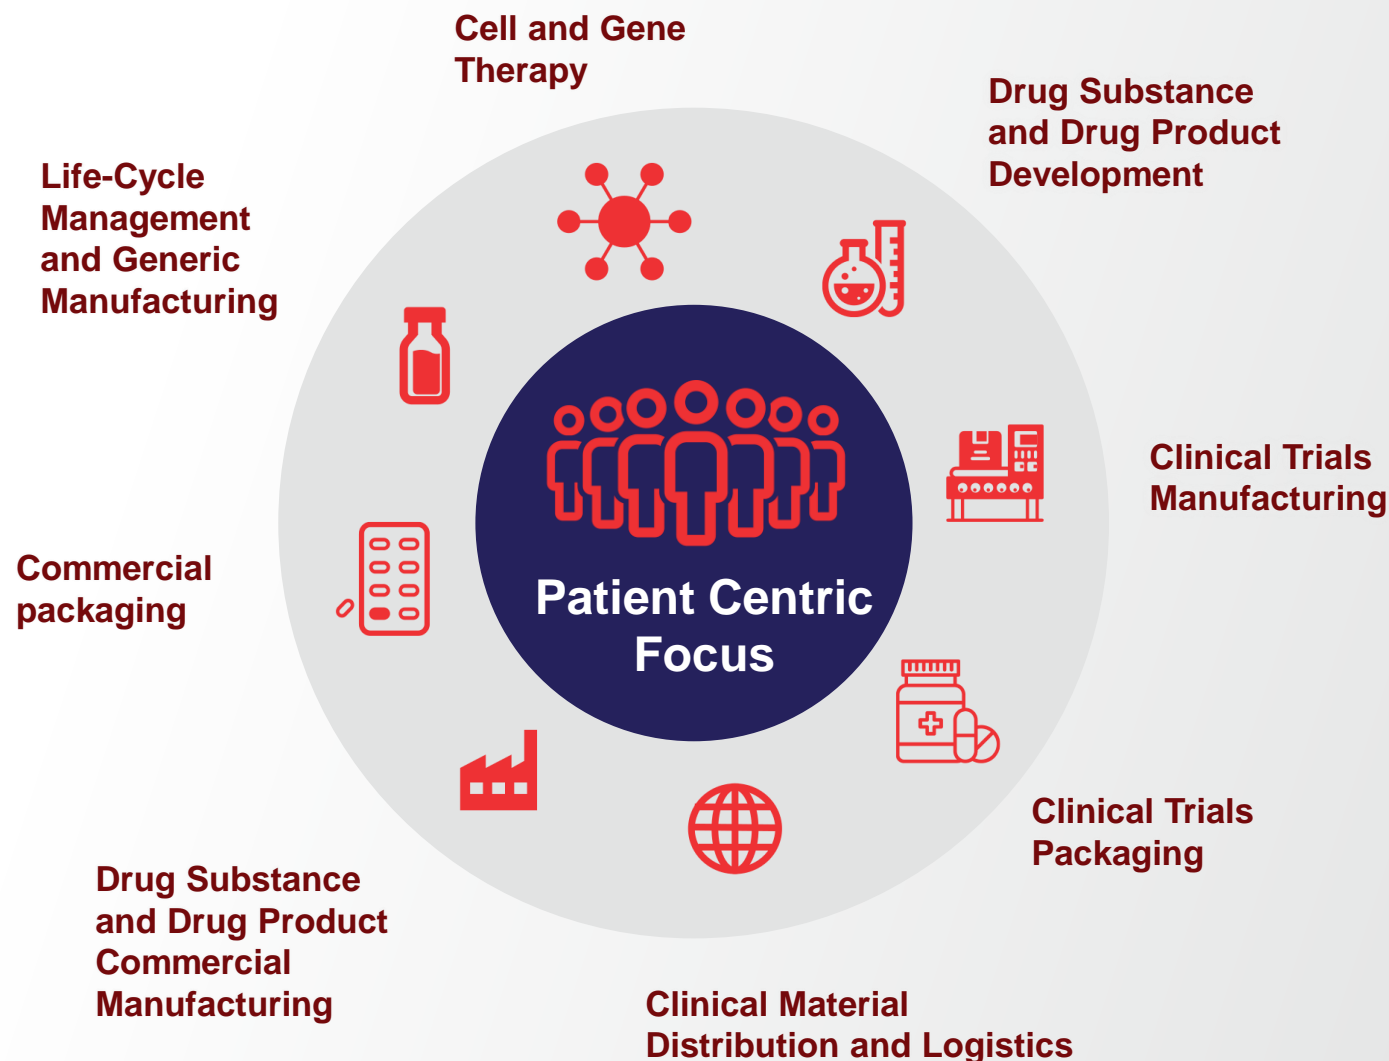 Cell and Gene
Therapy
Drug Substance
and Drug Product
Development
Life-Cycle
Management
and Generic
Manufacturing
Clinical Trials
Manufacturing
Commercial
packaging
Patient Centric
Focus
Clinical Trials
Packaging
Drug Substance
and Drug Product
Commercial
Manufacturing
Clinical Material
Distribution and Logistics